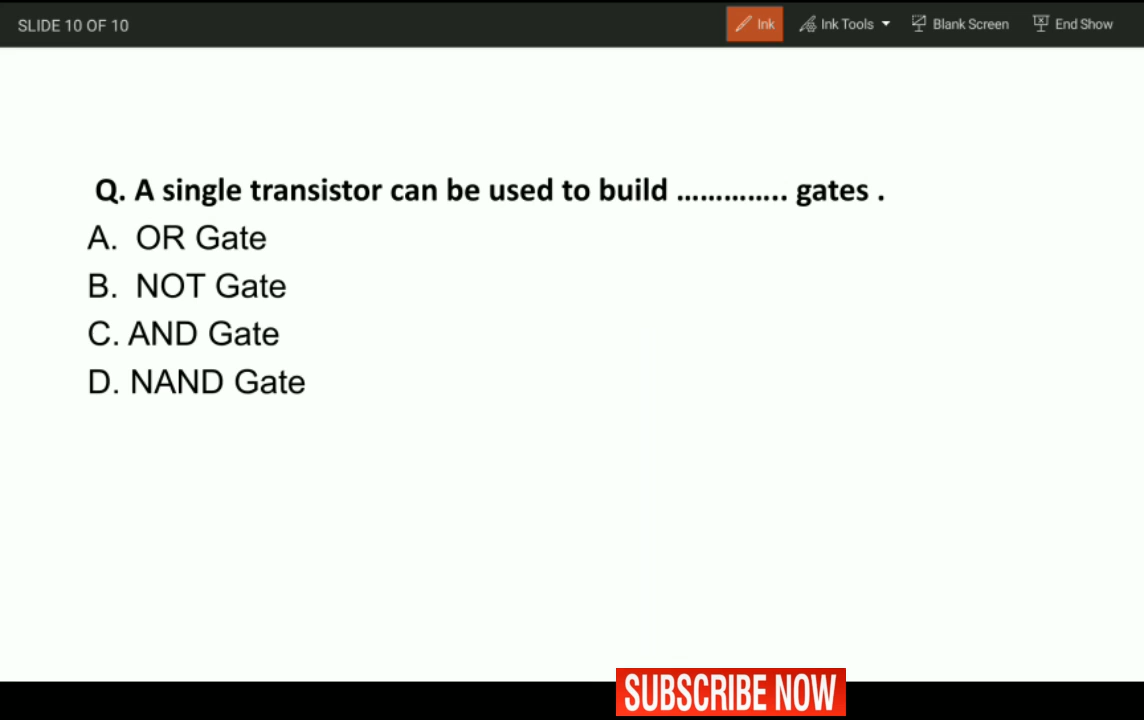 SLIDE 10 OF 10 Ink Ink Tools Blank Screen End Show
Q. A single transistor can be used to build .............. gates .
A. OR Gate
B. NOT Gate
C. AND Gate
D. NAND Gate
SUBSCRIBE NOW